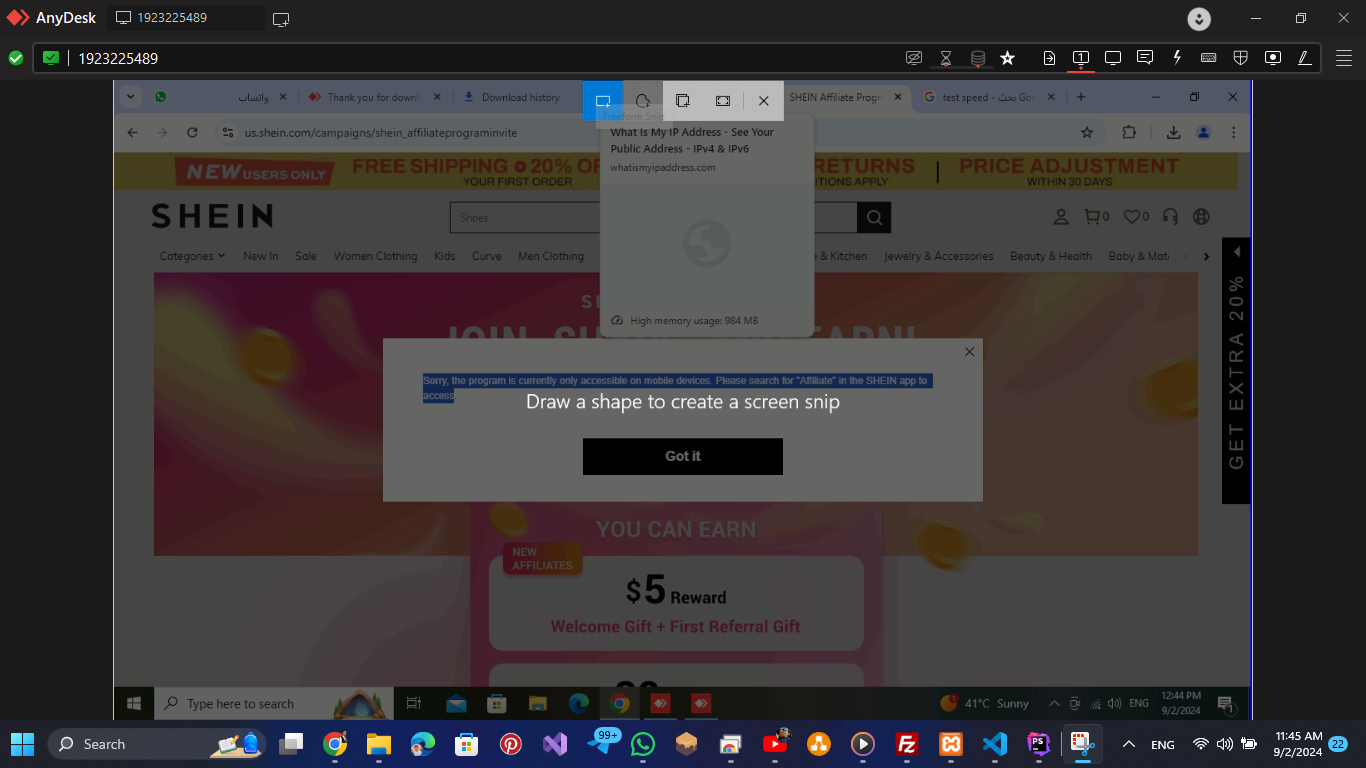 AnyDesk
1923225489
1923225489
واتساب
Thank you for downl
Download history
SHEIN Affiliate Progr
test speed - بحث Goo
us.shein.com/campaigns/shein_affiliateprograminvite
Freeform Snip
What Is My IP Address - See Your
Public Address - IPv4 & IPv6
whatismyipaddress.com
High memory usage: 984 MB
NEW USERS ONLY
FREE SHIPPING
20% OF
YOUR FIRST ORDER
RETURNS
ITIONS APPLY
PRICE ADJUSTMENT
WITHIN 30 DAYS
SHEIN
Shoes
0
0
Categories
New In
Sale
Women Clothing
Kids
Curve
Men Clothing
e & Kitchen
Jewelry & Accessories
Beauty & Health
Baby & Mate
GET EXTRA 20%
Sorry, the program is currently only accessible on mobile devices. Please search for "Affiliate" in the SHEIN app to
access
Draw a shape to create a screen snip
Got it
YOU CAN EARN
NEW
AFFILIATES
$5 Reward
Welcome Gift + First Referral Gift
Type here to search
41°C Sunny
ENG
12:44 PM
9/2/2024
1
Search
99+
PS
ENG
11:45 AM
9/2/2024
22